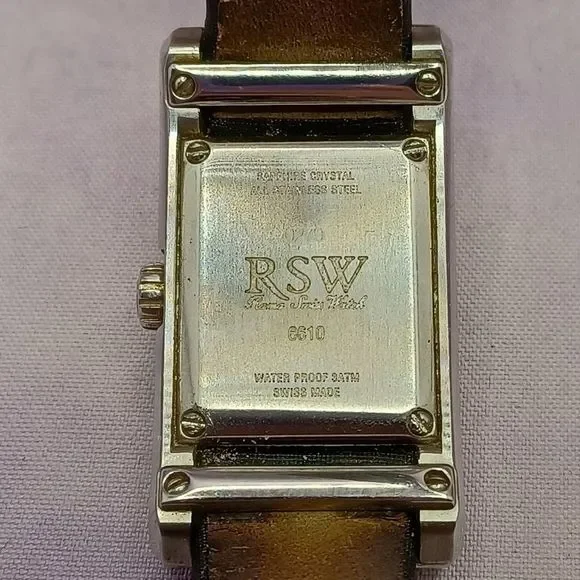 SAPPHIRE CRYSTAL
ALL STAINLESS STEEL
RSW
6610
WATER PROOF 3ATM
SWISS MADE